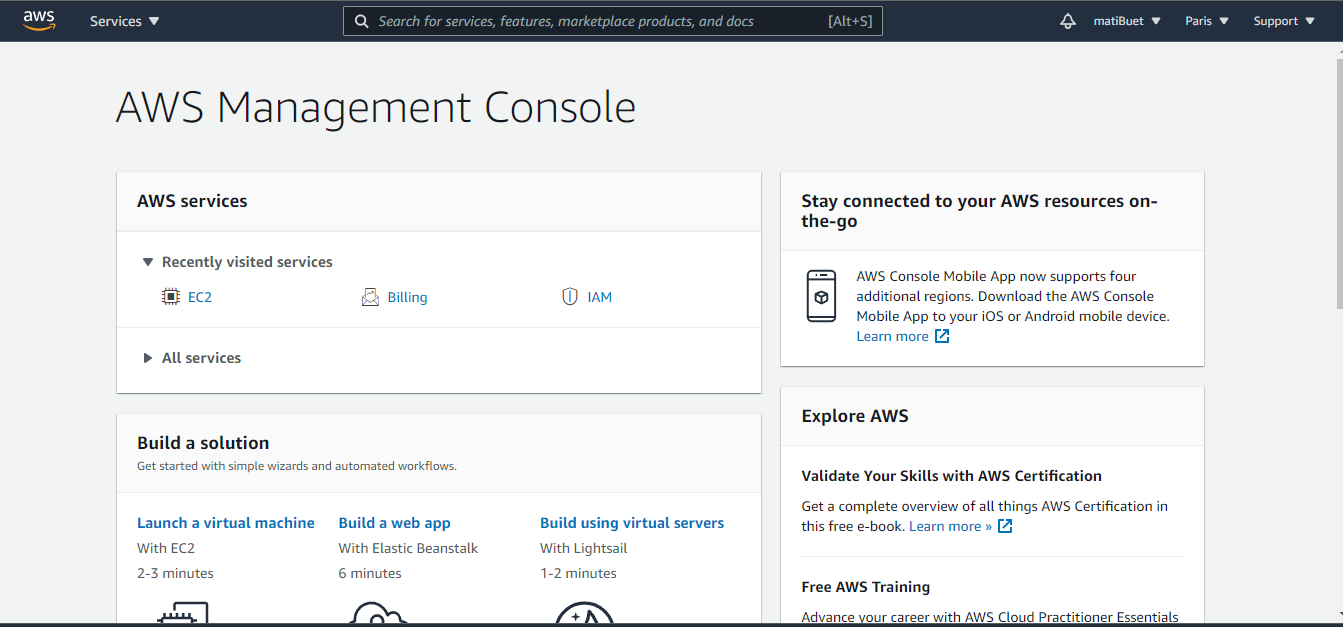 aws
Services
Search for services, features, marketplace products, and docs
[Alt+S]
matiBuet
Paris
Support
AWS Management Console
AWS services
Recently visited services
EC2
Billing
IAM
All services
Build a solution
Get started with simple wizards and automated workflows.
Launch a virtual machine
With EC2
2-3 minutes
Build a web app
With Elastic Beanstalk
6 minutes
Build using virtual servers
With Lightsail
1-2 minutes
Stay connected to your AWS resources on-
the-go
AWS Console Mobile App now supports four
additional regions. Download the AWS Console
Mobile App to your iOS or Android mobile device.
Learn more
Explore AWS
Validate Your Skills with AWS Certification
Get a complete overview of all things AWS Certification in
this free e-book. Learn more »
Free AWS Training
Advance your career with AWS Cloud Practitioner Essentials